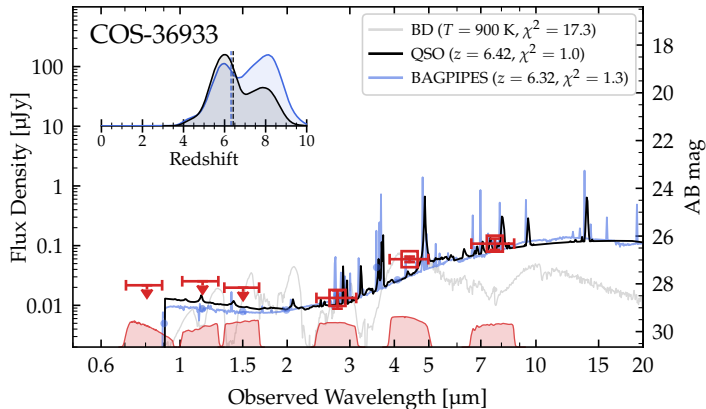 COS-36933
BD (T = 900 K, χ² = 17.3)
QSO (z = 6.42, χ² = 1.0)
BAGPIPES (z = 6.32, χ² = 1.3)
0 2 4 6 8 10
Redshift
100
10
1
0.1
0.01
Flux Density [μJy]
18
20
22
24
26
28
30
AB mag
0.6 1 1.5 2 3 4 5 7 10 15 20
Observed Wavelength [μm]